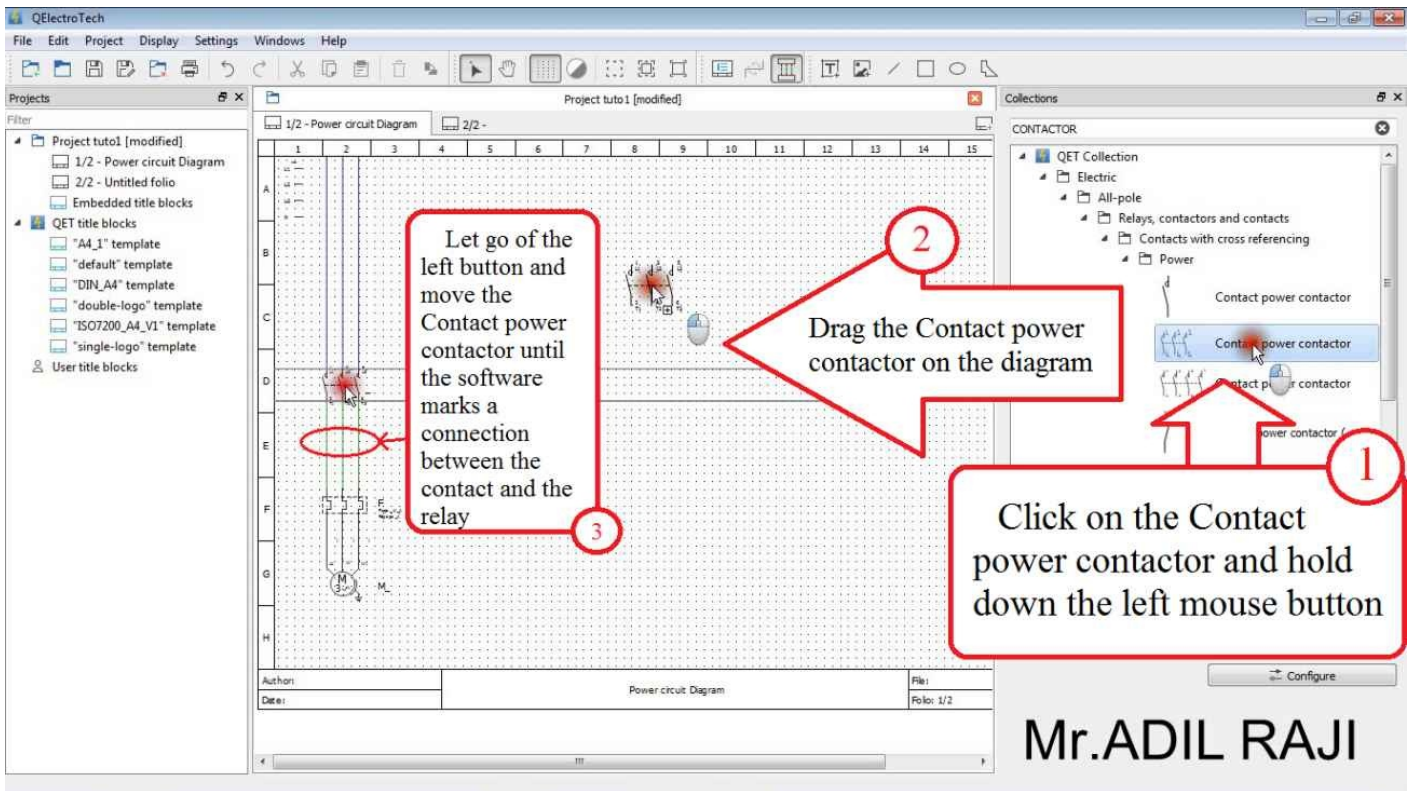 QElectroTech
File Edit Project Display Settings Windows Help
Projects
Filter
Project tuto1 [modified]
1/2 - Power circuit Diagram
2/2 - Untitled folio
Embedded title blocks
QET title blocks
"A4_1" template
"default" template
"DIN_A4" template
"double-logo" template
"ISO7200_A4_V1" template
"single-logo" template
User title blocks
Project tuto1 [modified]
1/2 - Power circuit Diagram
2/2 -
1 2 3 4 5 6 7 8 9 10 11 12 13 14 15
A
B
C
D
E
F
G
H
F_
M
3
M_
Let go of the
left button and
move the
Contact power
contactor until
the software
marks a
connection
between the
contact and the
relay
3
2
Drag the Contact power
contactor on the diagram
Author:
Date:
Power circuit Diagram
File:
Folio: 1/2
Collections
CONTACTOR
QET Collection
Electric
All-pole
Relays, contactors and contacts
Contacts with cross referencing
Power
Contact power contactor
Contact power contactor
Contact power contactor
power contactor
1
Click on the Contact
power contactor and hold
down the left mouse button
Configure
Mr.ADIL RAJI